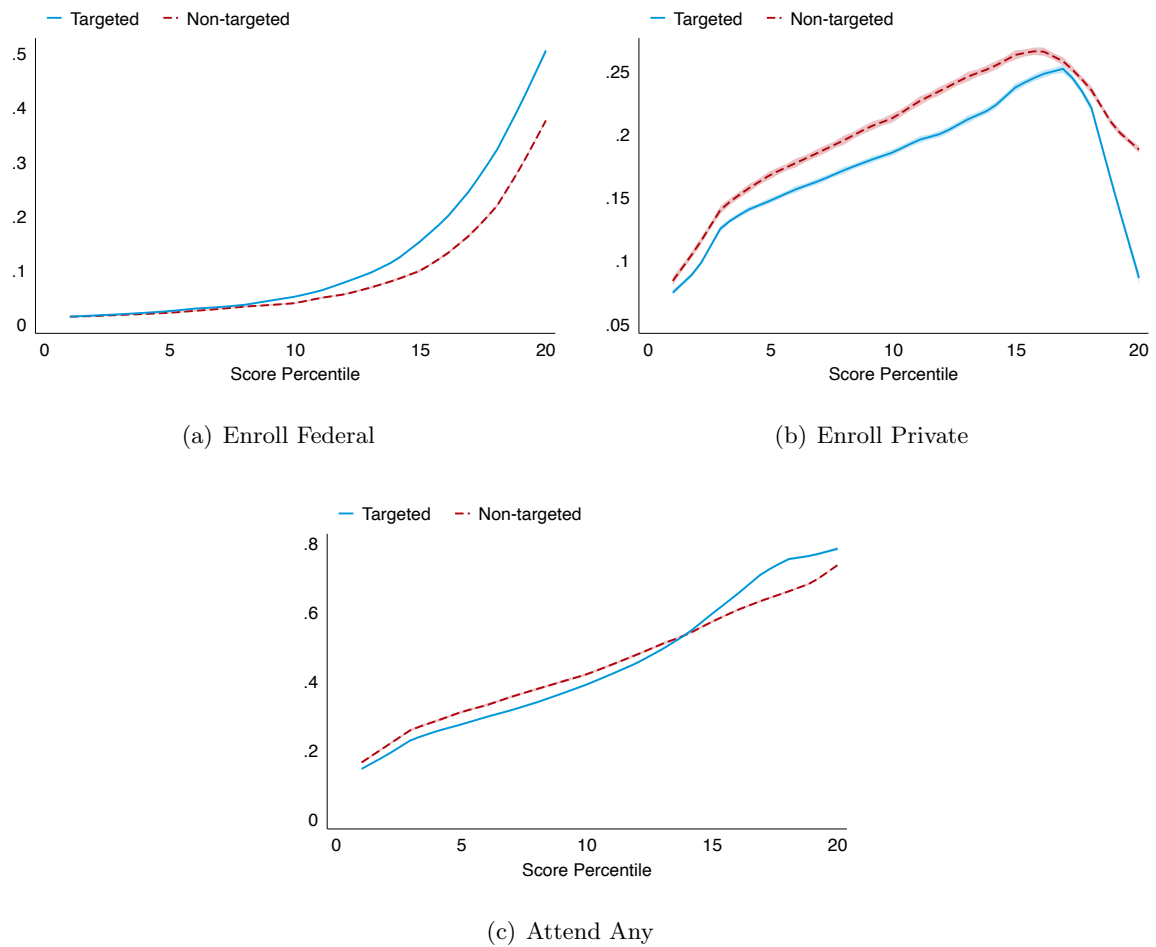 Targeted Non-targeted
.5
.4
.3
.2
.1
0
0 5 10 15 20
Score Percentile
(a) Enroll Federal
Targeted Non-targeted
.25
.2
.15
.1
.05
0 5 10 15 20
Score Percentile
(b) Enroll Private
Targeted Non-targeted
.8
.6
.4
.2
0
0 5 10 15 20
Score Percentile
(c) Attend Any